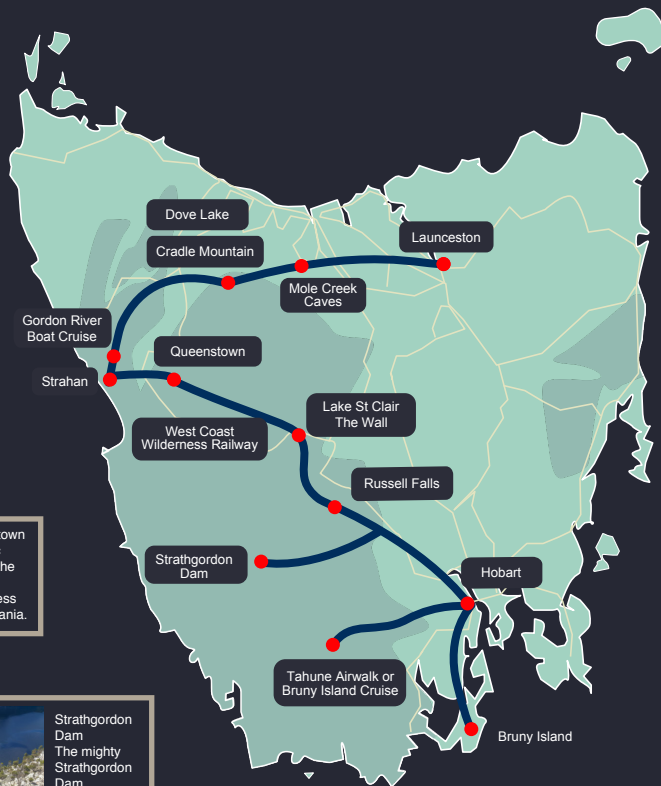 Dove Lake
Cradle Mountain
Launceston
Mole Creek
Caves
Gordon River
Boat Cruise
Queenstown
Strahan
Lake St Clair
The Wall
West Coast
Wilderness Railway
Russell Falls
Strathgordon
Dam
Hobart
Tahune Airwalk or
Bruny Island Cruise
Bruny Island
Strathgordon
Dam
The mighty
Strathgordon
Dam